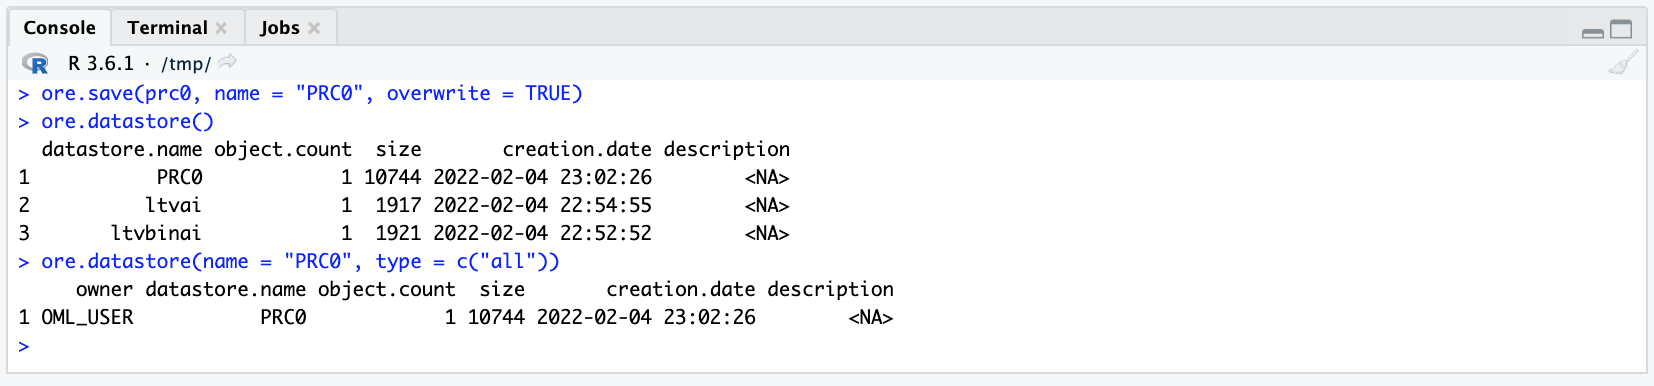 Console Terminal × Jobs ×
R R 3.6.1 · /tmp/
> ore.save(prc0, name = "PRC0", overwrite = TRUE)
> ore.datastore()
  datastore.name object.count  size       creation.date description
1           PRC0            1 10744 2022-02-04 23:02:26        <NA>
2          ltvai            1  1917 2022-02-04 22:54:55        <NA>
3       ltvbinai            1  1921 2022-02-04 22:52:52        <NA>
> ore.datastore(name = "PRC0", type = c("all"))
     owner datastore.name object.count  size       creation.date description
1 OML_USER           PRC0            1 10744 2022-02-04 23:02:26        <NA>
>